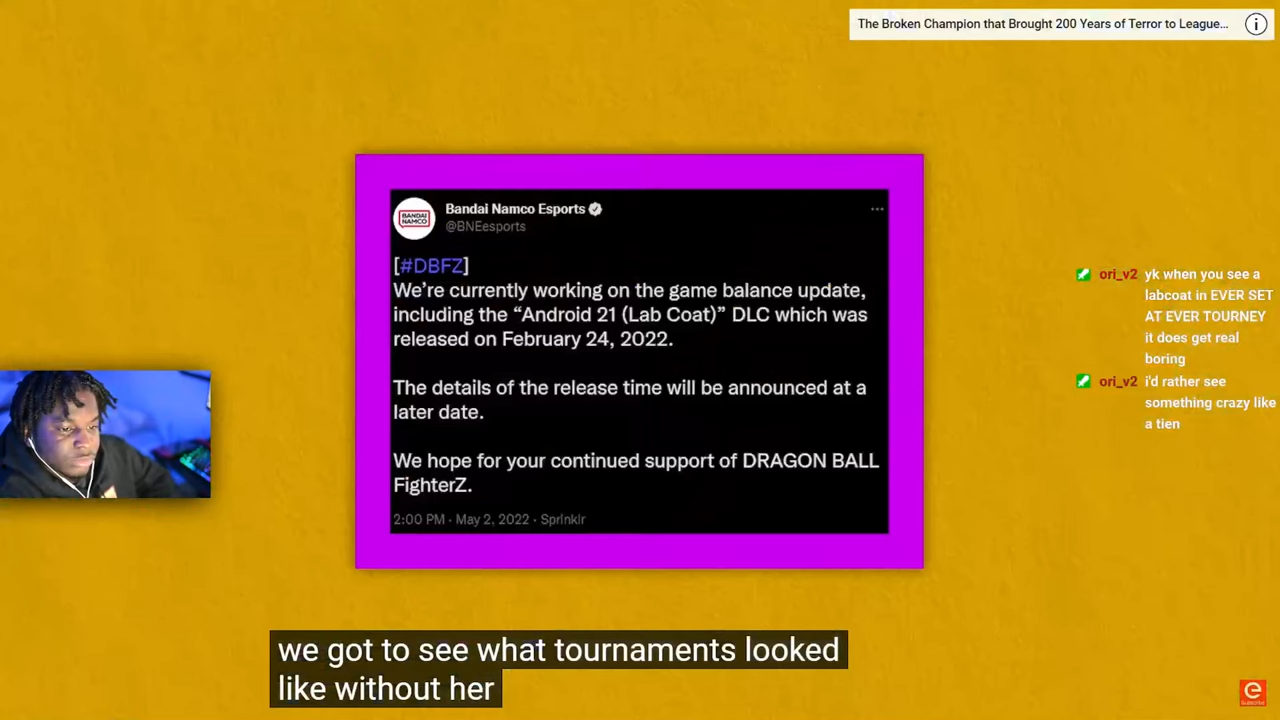 The Broken Champion that Brought 200 Years of Terror to League...
BANDAI
NAMCO
Bandai Namco Esports
@BNEesports
[#DBFZ]
We're currently working on the game balance update,
including the “Android 21 (Lab Coat)” DLC which was
released on February 24, 2022.
The details of the release time will be announced at a
later date.
We hope for your continued support of DRAGON BALL
FighterZ.
2:00 PM · May 2, 2022 · Sprinklr
ori_v2 yk when you see a
labcoat in EVER SET
AT EVER TOURNEY
it does get real
boring
ori_v2 i'd rather see
something crazy like
a tien
we got to see what tournaments looked
like without her
e
Subscribe